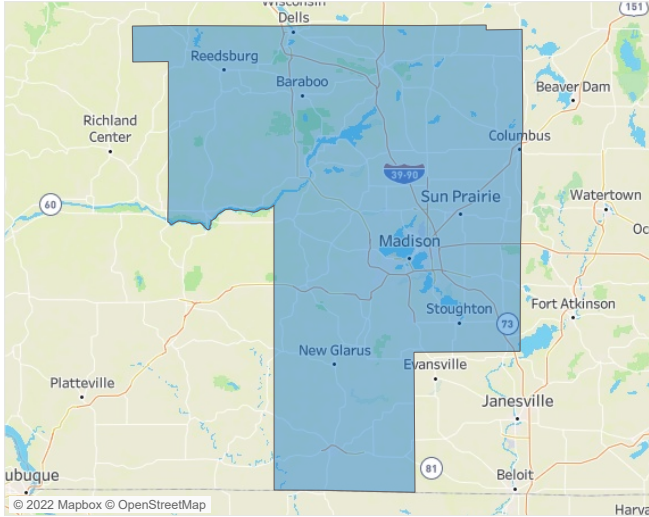 Wisconsin
Dells
151
Reedsburg
Baraboo
Beaver Dam
Richland
Center
Columbus
39-90
Sun Prairie
Watertown
60
Oc
Madison
Stoughton
Fort Atkinson
73
New Glarus
Evansville
Platteville
Janesville
81
ubuque
Beloit
© 2022 Mapbox © OpenStreetMap
Harva